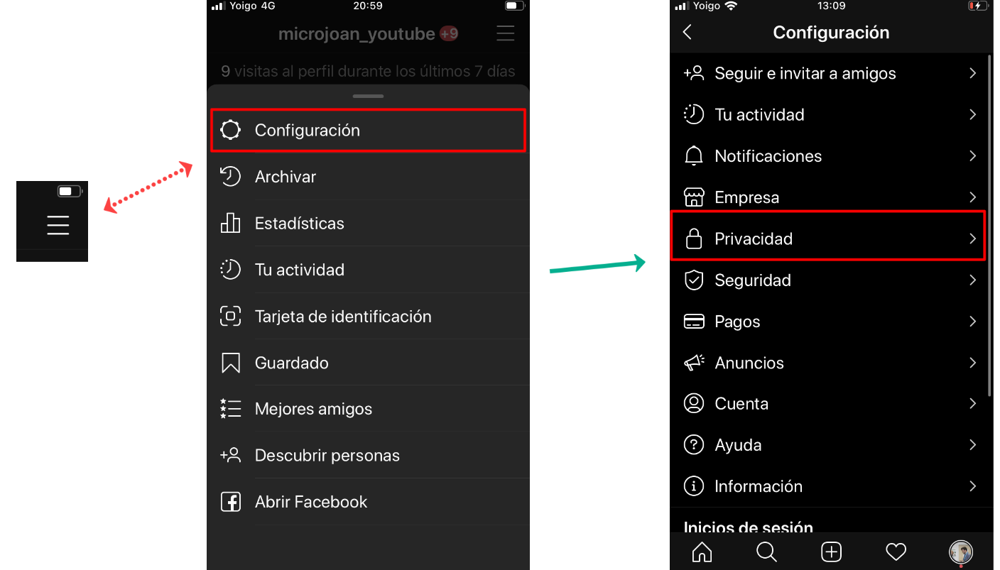 Yoigo 4G
20:59
microjoan_youtube +9
9 visitas al perfil durante los últimos 7 días
Configuración
Archivar
Estadísticas
Tu actividad
Tarjeta de identificación
Guardado
Mejores amigos
Descubrir personas
Abrir Facebook
Yoigo
13:09
Configuración
Seguir e invitar a amigos
Tu actividad
Notificaciones
Empresa
Privacidad
Seguridad
Pagos
Anuncios
Cuenta
Ayuda
Información
Inicios de sesión